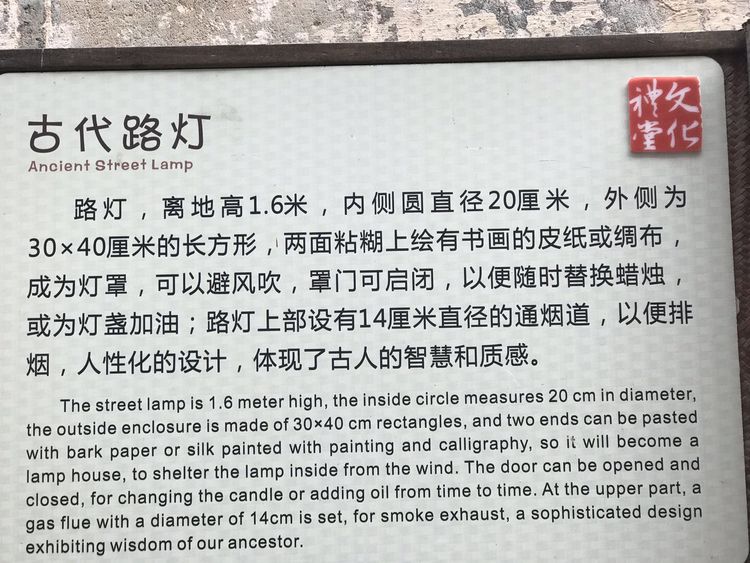 古代路灯
Ancient Street Lamp
文化
禮堂
路灯，离地高1.6米，内侧圆直径20厘米，外侧为
30×40厘米的长方形，两面粘糊上绘有书画的皮纸或绸布，
成为灯罩，可以避风吹，罩门可启闭，以便随时替换蜡烛，
或为灯盏加油；路灯上部设有14厘米直径的通烟道，以便排
烟，人性化的设计，体现了古人的智慧和质感。
The street lamp is 1.6 meter high, the inside circle measures 20 cm in diameter,
the outside enclosure is made of 30×40 cm rectangles, and two ends can be pasted
with bark paper or silk painted with painting and calligraphy, so it will become a
lamp house, to shelter the lamp inside from the wind. The door can be opened and
closed, for changing the candle or adding oil from time to time. At the upper part, a
gas flue with a diameter of 14cm is set, for smoke exhaust, a sophisticated design
exhibiting wisdom of our ancestor.